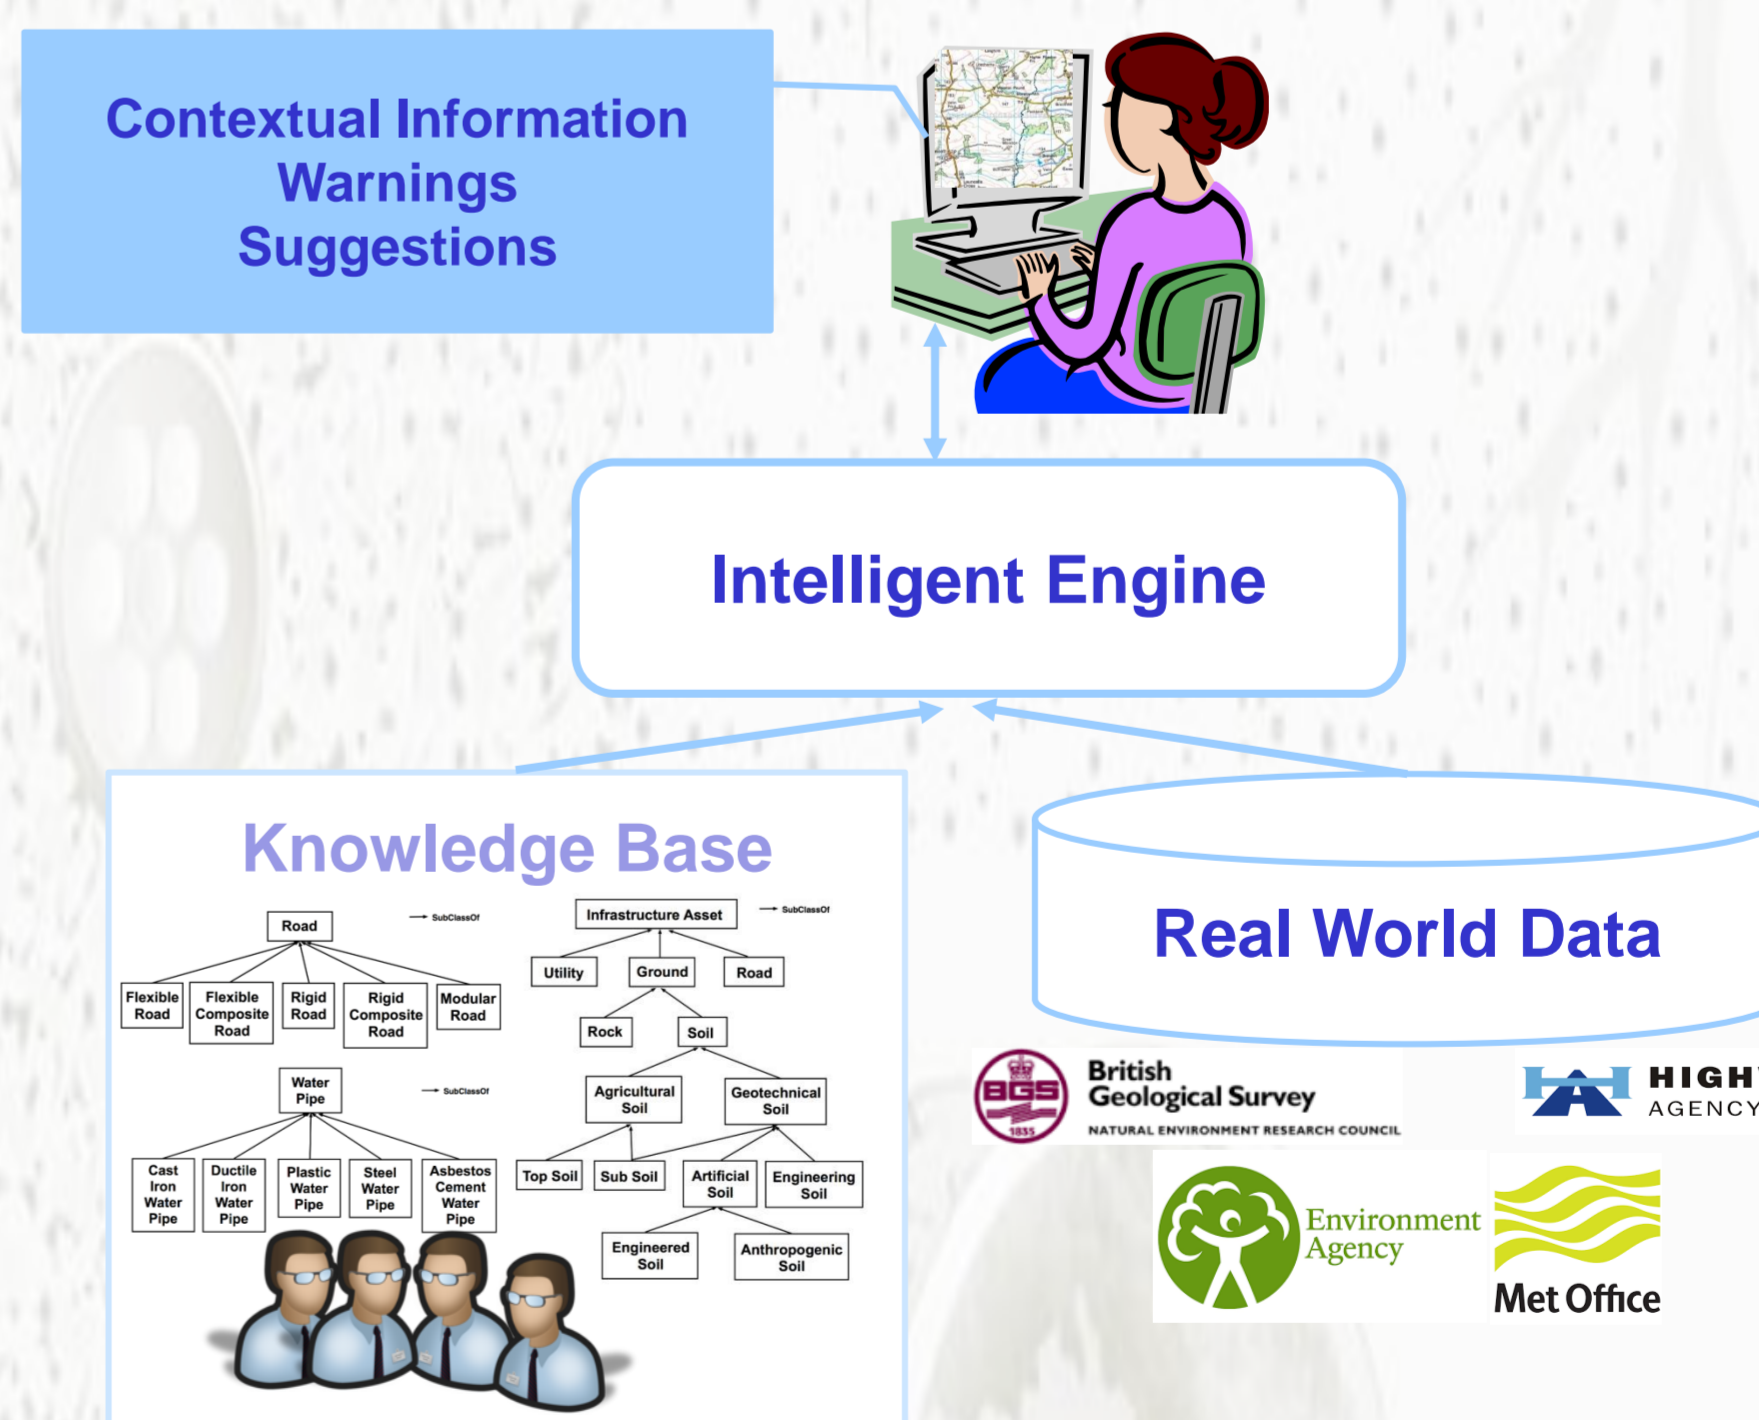 Contextual Information
Warnings
Suggestions
Intelligent Engine
Knowledge Base
Road
SubClassOf
Flexible
Road
Flexible
Composite
Road
Rigid
Road
Rigid
Composite
Road
Modular
Road
Water
Pipe
SubClassOf
Cast
Iron
Water
Pipe
Ductile
Iron
Water
Pipe
Plastic
Water
Pipe
Steel
Water
Pipe
Asbestos
Cement
Water
Pipe
Infrastructure Asset
SubClassOf
Utility
Ground
Road
Rock
Soil
Agricultural
Soil
Geotechnical
Soil
Top Soil
Sub Soil
Artificial
Soil
Engineering
Soil
Engineered
Soil
Anthropogenic
Soil
Real World Data
BGS
1835
British
Geological Survey
NATURAL ENVIRONMENT RESEARCH COUNCIL
HIGH
AGENCY
Environment
Agency
Met Office